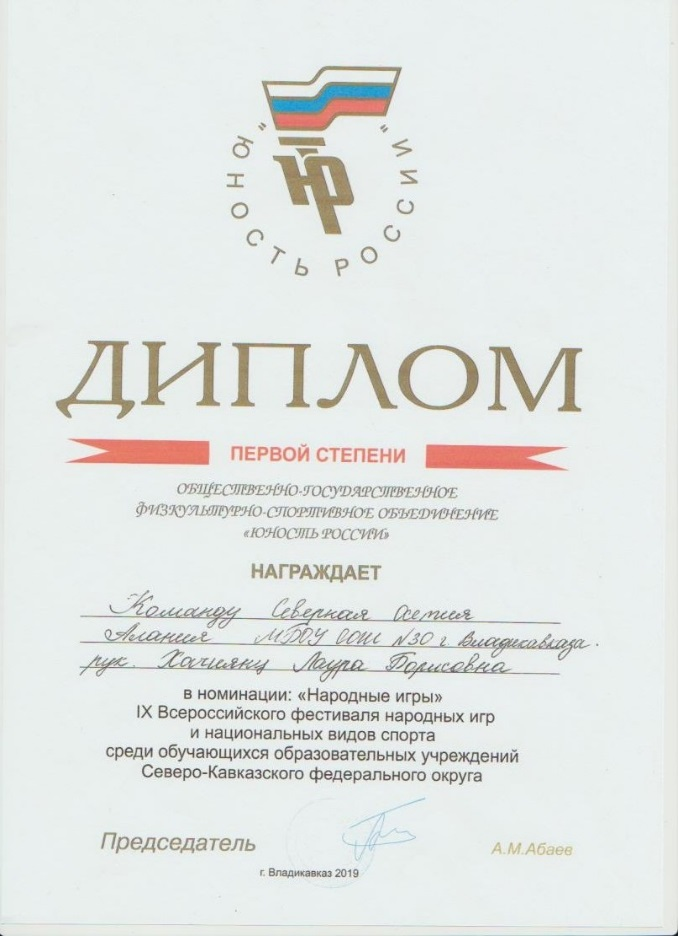 "ЮНОСТЬ РОССИИ"
ЮР
ДИПЛОМ
ПЕРВОЙ СТЕПЕНИ
ОБЩЕСТВЕННО-ГОСУДАРСТВЕННОЕ
ФИЗКУЛЬТУРНО-СПОРТИВНОЕ ОБЪЕДИНЕНИЕ
«ЮНОСТЬ РОССИИ»
НАГРАЖДАЕТ
Команду Северная Осетия
Алания МБОУ СОШ N30 г. Владикавказа.
рук. Хачиянц Лаура Борисовна
в номинации: «Народные игры»
IX Всероссийского фестиваля народных игр
и национальных видов спорта
среди обучающихся образовательных учреждений
Северо-Кавказского федерального округа
Председатель
А.М.Абаев
г. Владикавказ 2019